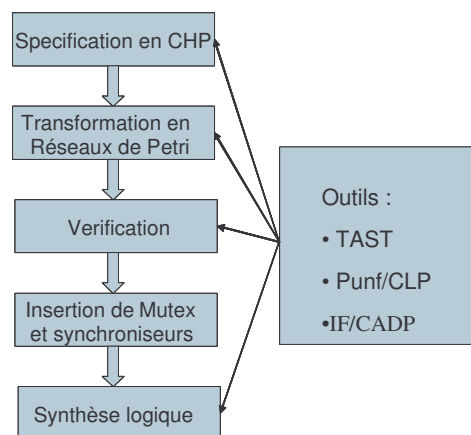 Specification en CHP
Transformation en
Réseaux de Petri
Verification
Insertion de Mutex
et synchroniseurs
Synthèse logique
Outils :
• TAST
• Punf/CLP
•IF/CADP